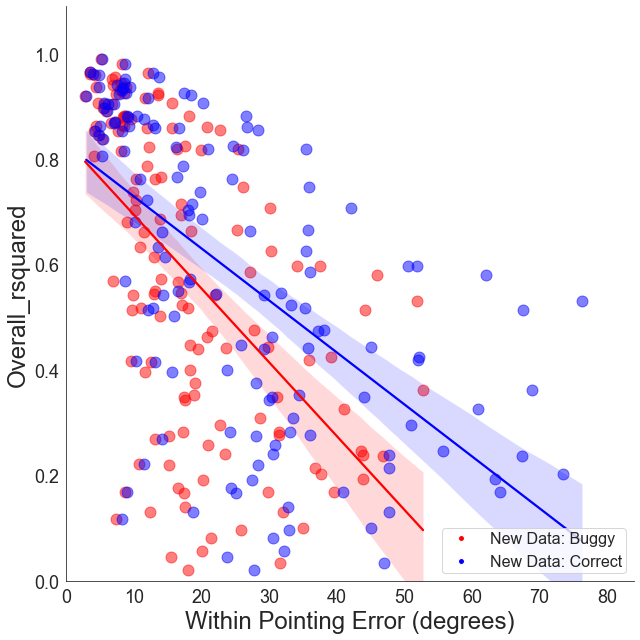 1.0
0.8
0.6
0.4
0.2
0.0
Overall_rsquared
0 10 20 30 40 50 60 70 80
Within Pointing Error (degrees)
New Data: Buggy
New Data: Correct